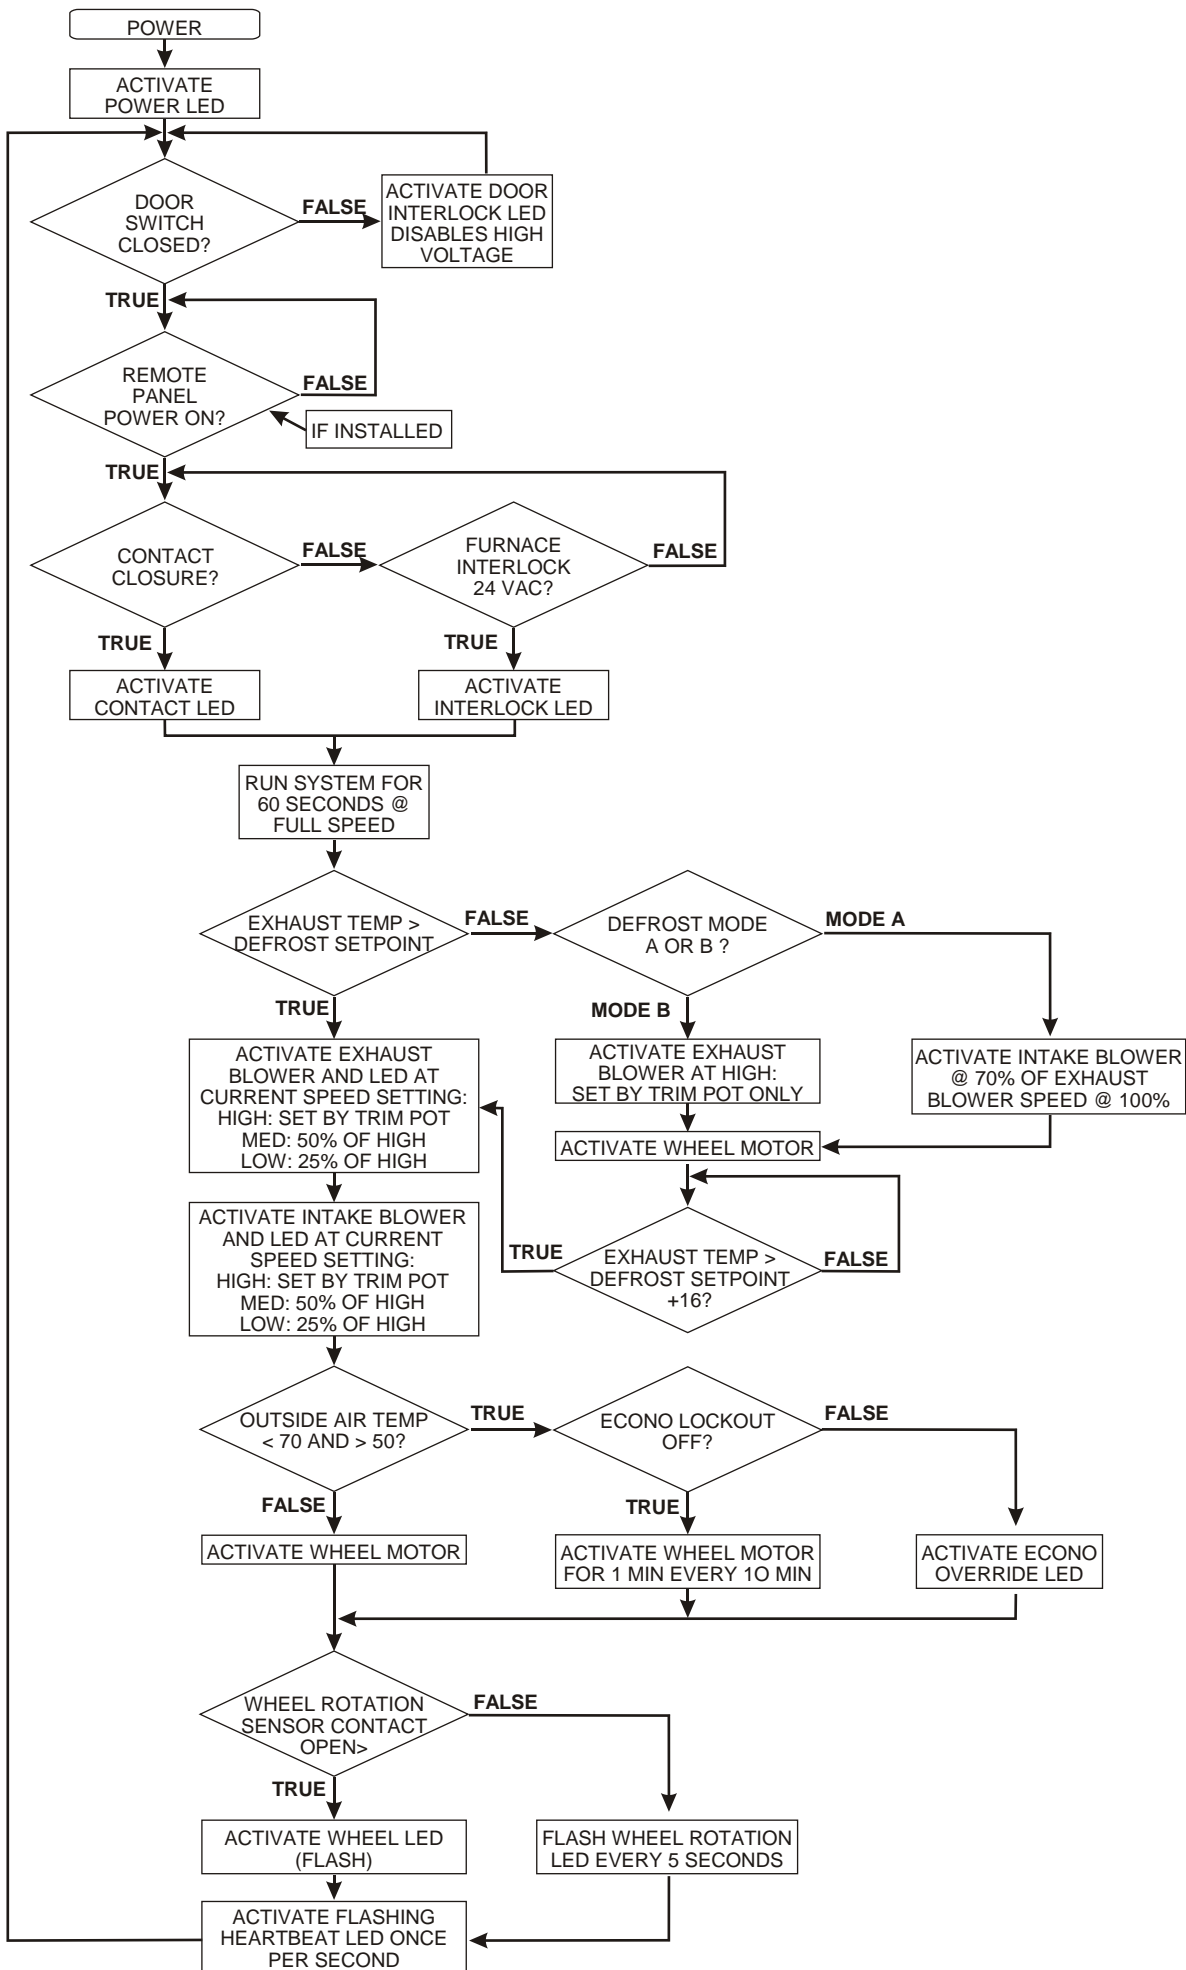 POWER
ACTIVATE
POWER LED
DOOR
SWITCH
CLOSED?
FALSE
ACTIVATE DOOR
INTERLOCK LED
DISABLES HIGH
VOLTAGE
TRUE
REMOTE
PANEL
POWER ON?
FALSE
IF INSTALLED
TRUE
CONTACT
CLOSURE?
FALSE
FURNACE
INTERLOCK
24 VAC?
FALSE
TRUE
TRUE
ACTIVATE
CONTACT LED
ACTIVATE
INTERLOCK LED
RUN SYSTEM FOR
60 SECONDS @
FULL SPEED
EXHAUST TEMP >
DEFROST SETPOINT
FALSE
DEFROST MODE
A OR B ?
MODE A
TRUE
MODE B
ACTIVATE EXHAUST
BLOWER AND LED AT
CURRENT SPEED SETTING:
HIGH: SET BY TRIM POT
MED: 50% OF HIGH
LOW: 25% OF HIGH
ACTIVATE EXHAUST
BLOWER AT HIGH:
SET BY TRIM POT ONLY
ACTIVATE INTAKE BLOWER
@ 70% OF EXHAUST
BLOWER SPEED @ 100%
ACTIVATE WHEEL MOTOR
ACTIVATE INTAKE BLOWER
AND LED AT CURRENT
SPEED SETTING:
HIGH: SET BY TRIM POT
MED: 50% OF HIGH
LOW: 25% OF HIGH
TRUE
EXHAUST TEMP >
DEFROST SETPOINT
+16?
FALSE
OUTSIDE AIR TEMP
< 70 AND > 50?
TRUE
ECONO LOCKOUT
OFF?
FALSE
FALSE
TRUE
ACTIVATE WHEEL MOTOR
ACTIVATE WHEEL MOTOR
FOR 1 MIN EVERY 1O MIN
ACTIVATE ECONO
OVERRIDE LED
WHEEL ROTATION
SENSOR CONTACT
OPEN>
FALSE
TRUE
ACTIVATE WHEEL LED
(FLASH)
FLASH WHEEL ROTATION
LED EVERY 5 SECONDS
ACTIVATE FLASHING
HEARTBEAT LED ONCE
PER SECOND